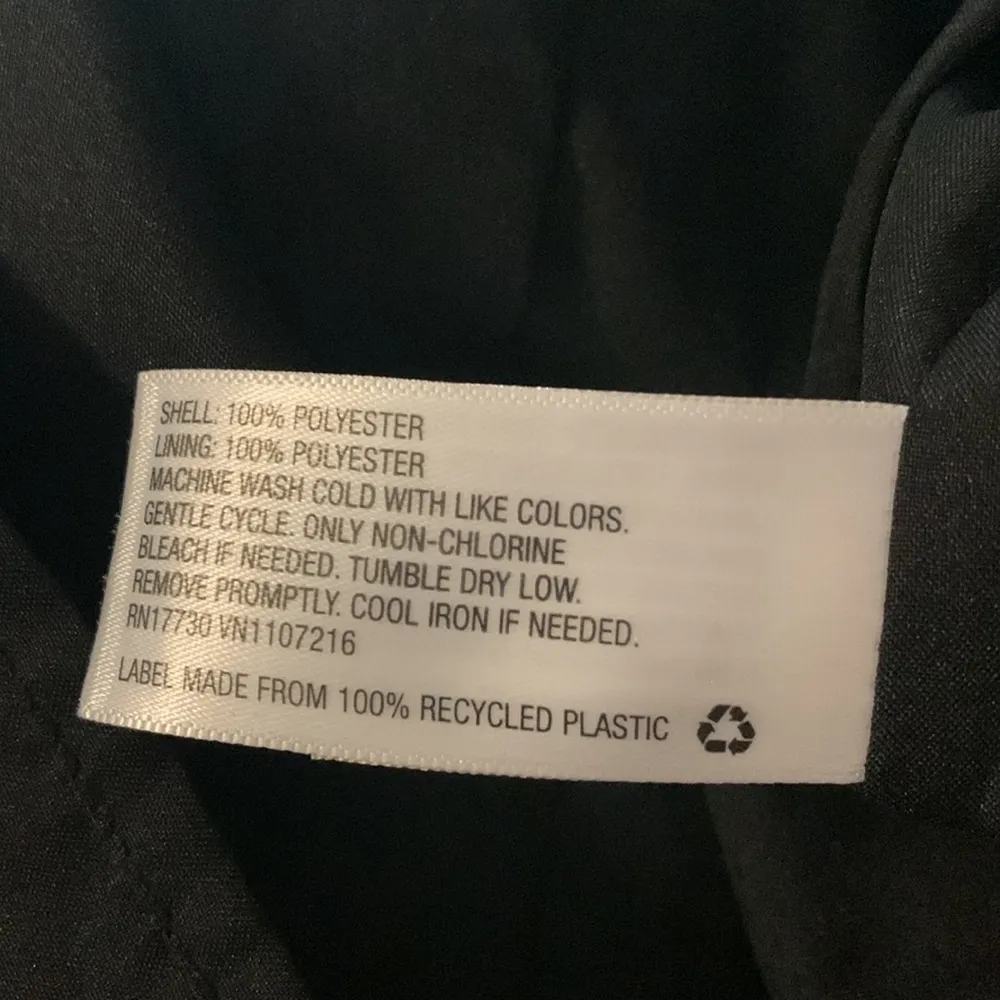 SHELL: 100% POLYESTER
LINING: 100% POLYESTER
MACHINE WASH COLD WITH LIKE COLORS.
GENTLE CYCLE. ONLY NON-CHLORINE
BLEACH IF NEEDED. TUMBLE DRY LOW.
REMOVE PROMPTLY. COOL IRON IF NEEDED.
RN17730 VN1107216
LABEL MADE FROM 100% RECYCLED PLASTIC